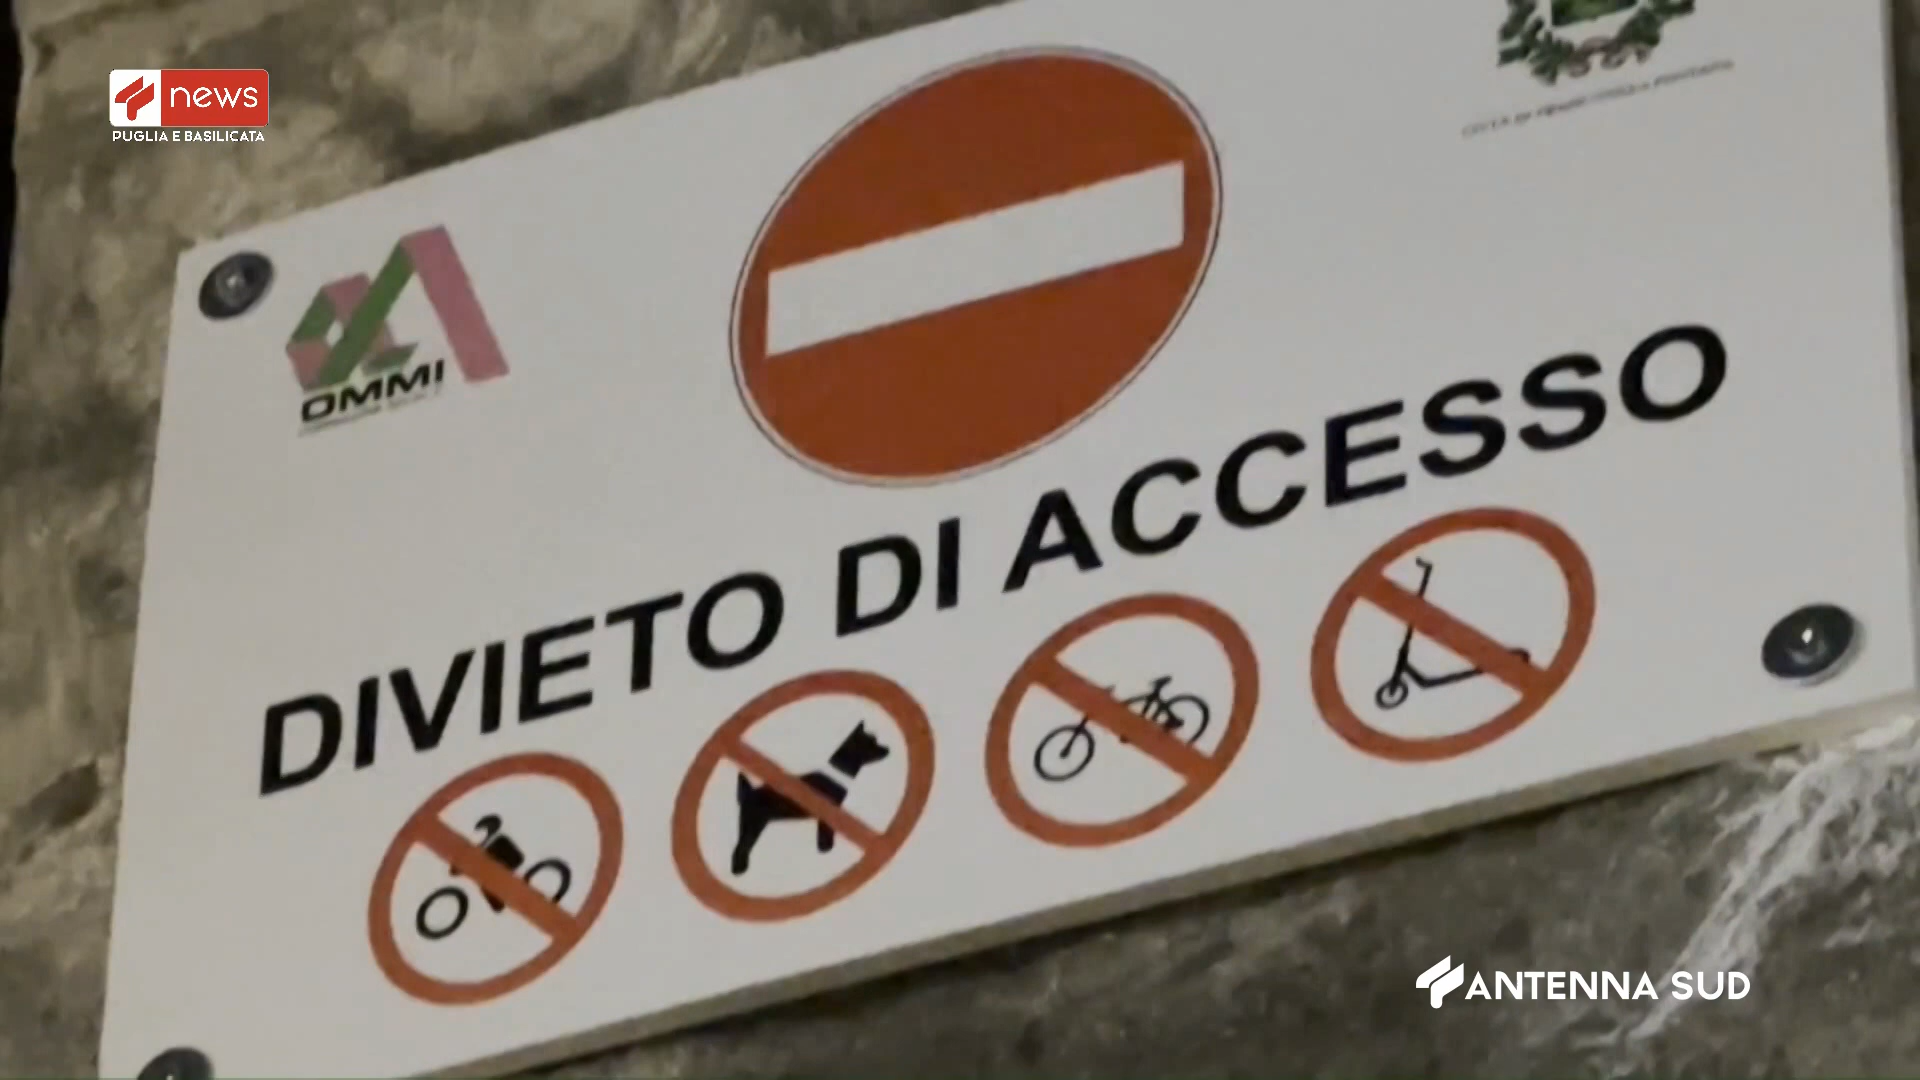 news
PUGLIA E BASILICATA
OMMI
DIVIETO DI ACCESSO
ANTENNA SUD